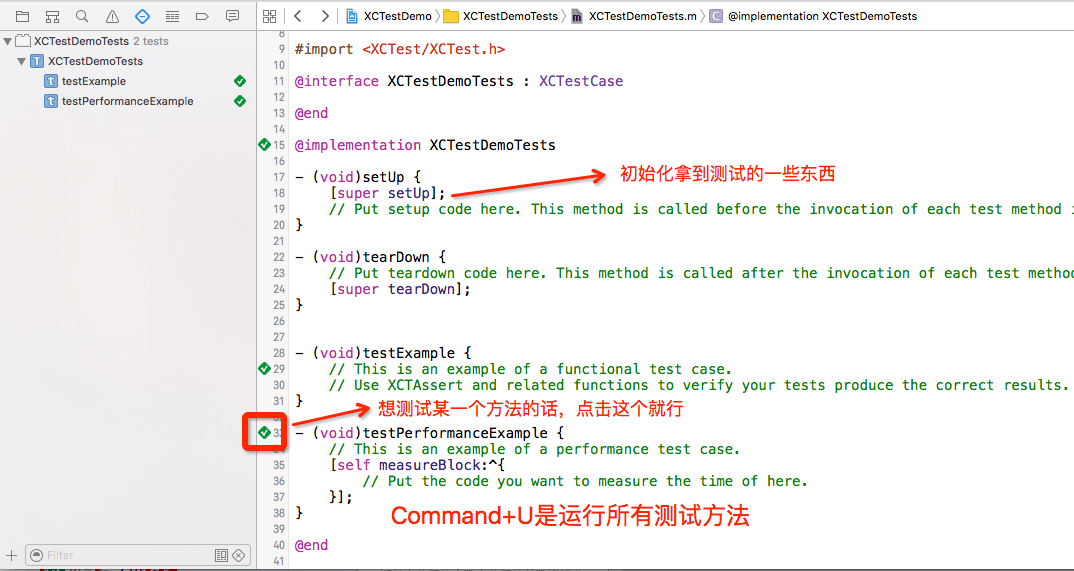 XCTestDemo XCTestDemoTests XCTestDemoTests.m C @implementation XCTestDemoTests
XCTestDemoTests 2 tests
T XCTestDemoTests
t testExample
t testPerformanceExample
8
9 #import <XCTest/XCTest.h>
10
11 @interface XCTestDemoTests : XCTestCase
12
13 @end
14
15 @implementation XCTestDemoTests
16
17 - (void)setUp {
初始化拿到测试的一些东西
18 [super setUp];
19 // Put setup code here. This method is called before the invocation of each test method
20 }
21
22 - (void)tearDown {
23 // Put teardown code here. This method is called after the invocation of each test
24 [super tearDown];
25 }
26
27
28 - (void)testExample {
29 // This is an example of a functional test case.
30 // Use XCTAssert and related functions to verify your tests produce the correct results.
31 }
想测试某一个方法的话，点击这个就行
- (void)testPerformanceExample {
// This is an example of a performance test case.
35 [self measureBlock:^{
36 // Put the code you want to measure the time of here.
37 }];
38 }
Command+U是运行所有测试方法
39
40 @end
41
Filter